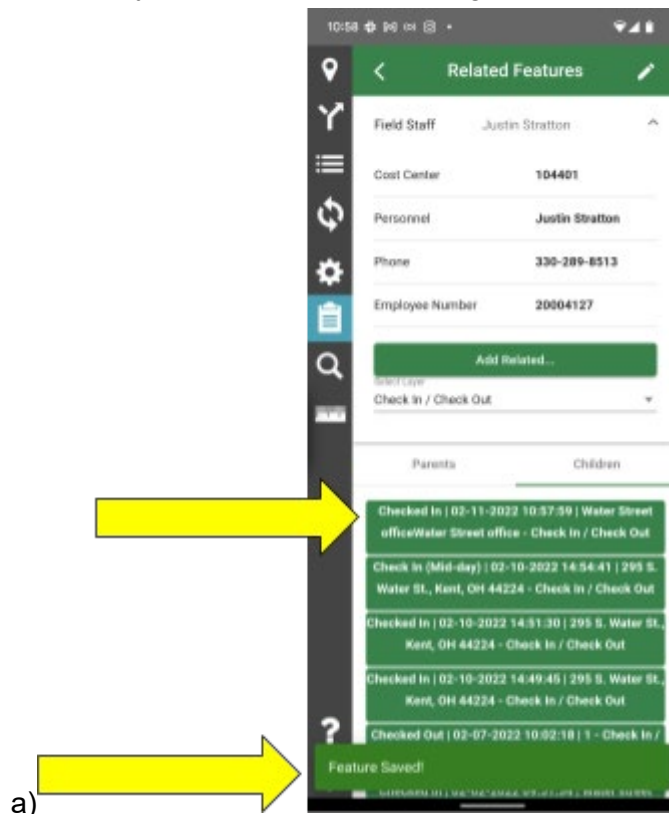 10:58
Related Features
Field Staff Justin Stratton
Cost Center 104401
Personnel Justin Stratton
Phone 330-289-8513
Employee Number 20004127
Add Related...
Select Layer
Check In / Check Out
Parents Children
Checked In | 02-11-2022 10:57:59 | Water Street
officeWater Street office - Check In / Check Out
Check In (Mid-day) | 02-10-2022 14:54:41 | 295 S.
Water St., Kent, OH 44224 - Check In / Check Out
Checked In | 02-10-2022 14:51:30 | 295 S. Water St.,
Kent, OH 44224 - Check In / Check Out
Checked In | 02-10-2022 14:49:45 | 295 S. Water St.,
Kent, OH 44224 - Check In / Check Out
Checked Out | 02-07-2022 10:02:18 | 1 - Check In /
?
Feature Saved!
a)